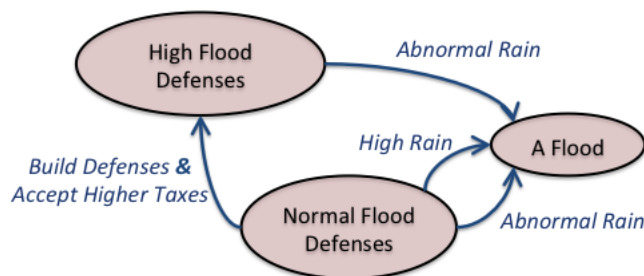 High Flood
Defenses
Abnormal Rain
High Rain
A Flood
Build Defenses &
Accept Higher Taxes
Normal Flood
Defenses
Abnormal Rain